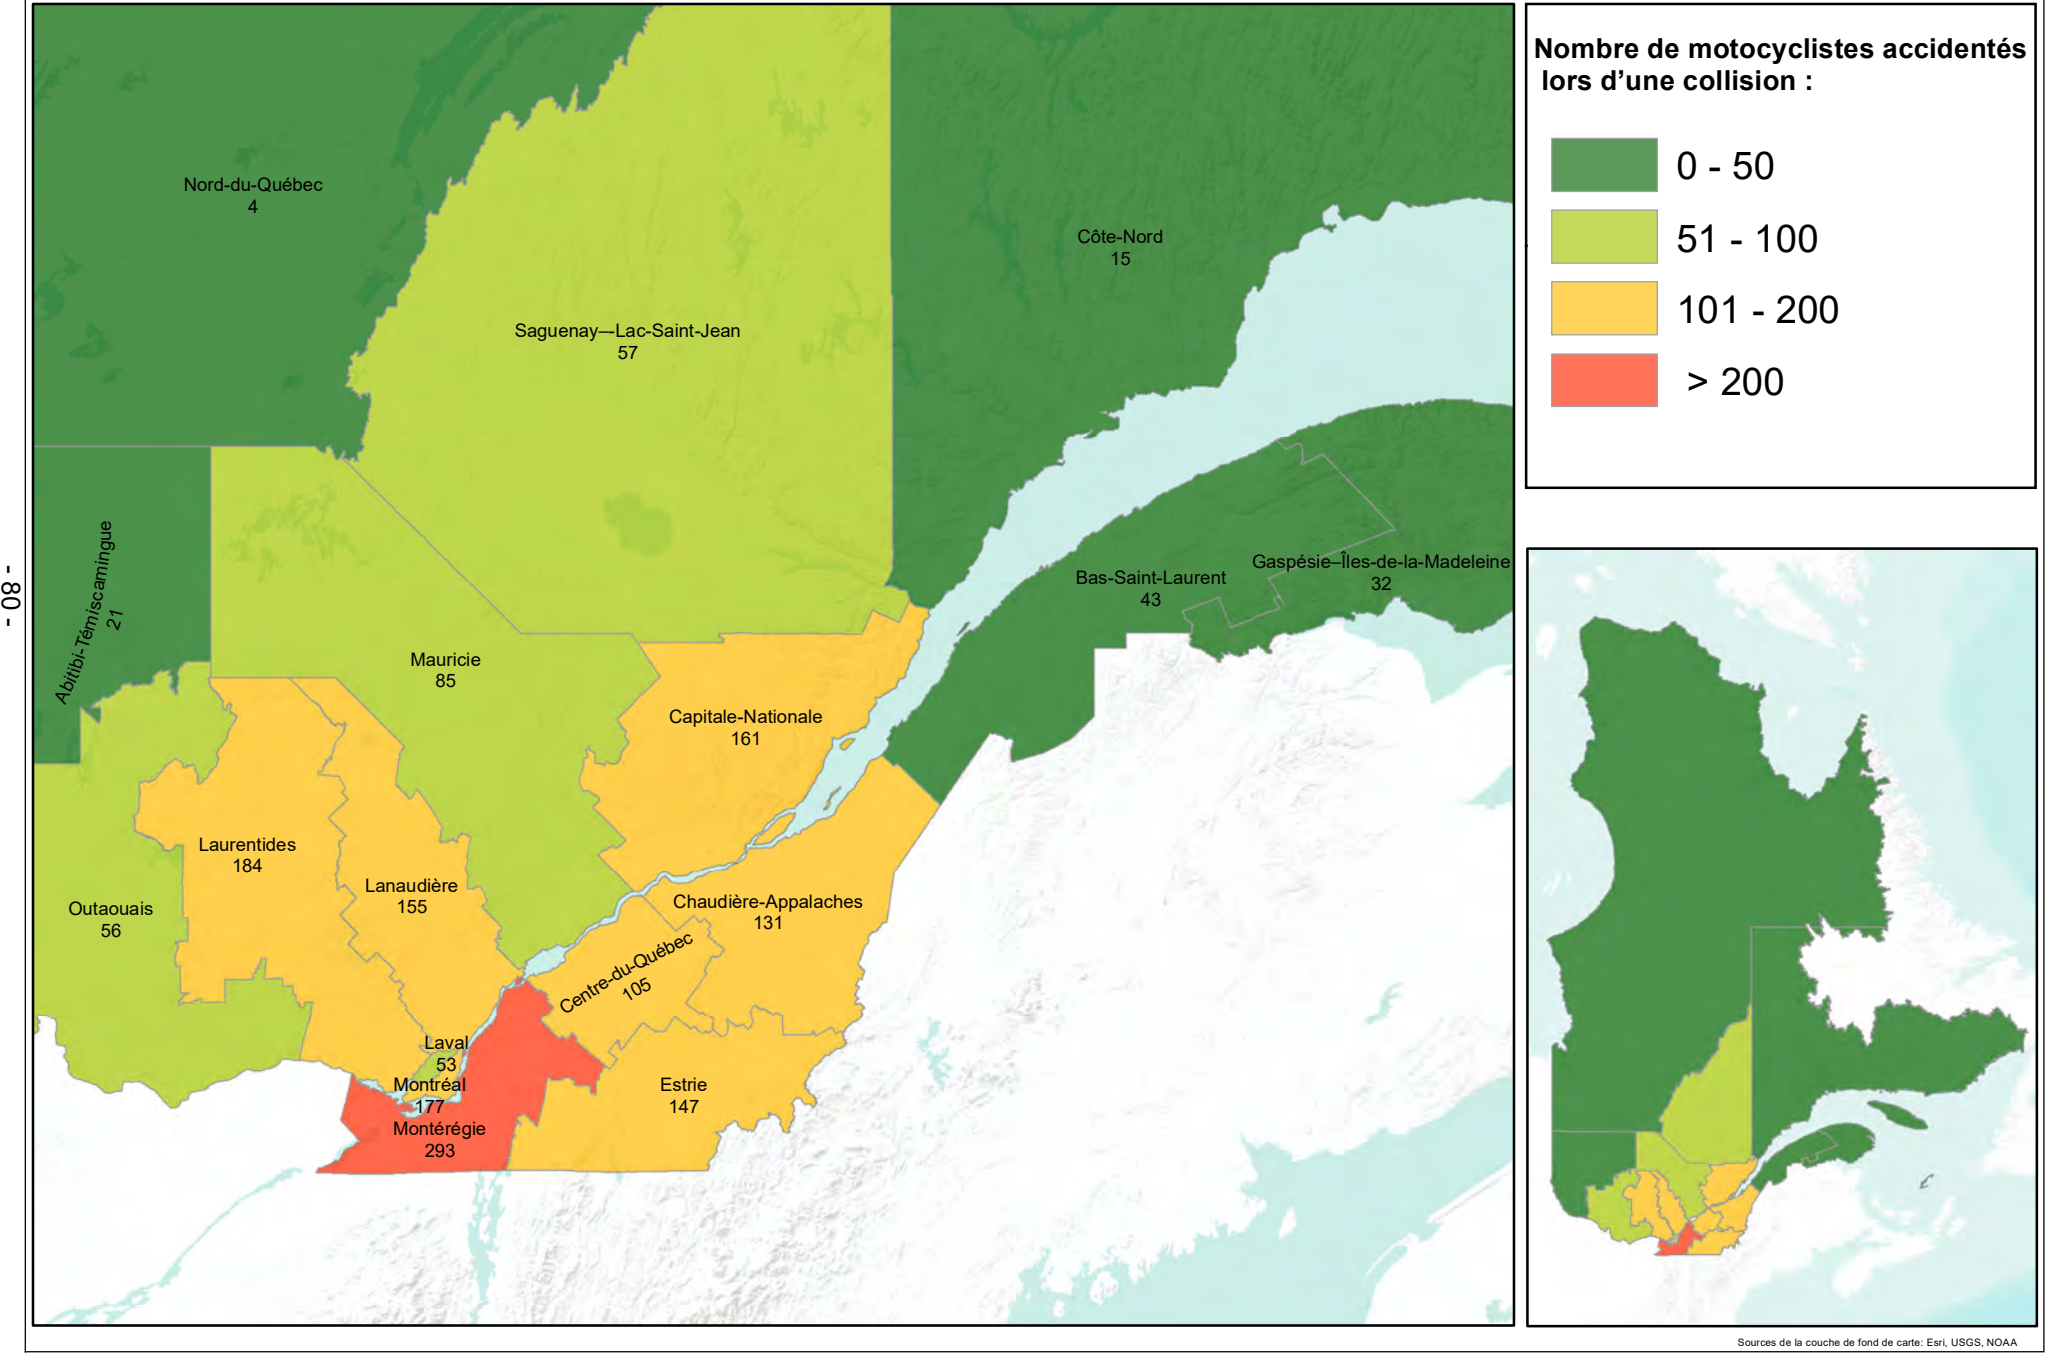 Nombre de motocyclistes accidentés
lors d’une collision :
0 - 50
51 - 100
101 - 200
> 200
Nord-du-Québec
4
Côte-Nord
15
Saguenay—Lac-Saint-Jean
57
Abitibi-Témiscamingue
21
Bas-Saint-Laurent
43
Gaspésie–Îles-de-la-Madeleine
32
Mauricie
85
Capitale-Nationale
161
Laurentides
184
Lanaudière
155
Outaouais
56
Chaudière-Appalaches
131
Centre-du-Québec
105
Laval
53
Montréal
177
Montérégie
293
Estrie
147
- 80 -
Sources de la couche de fond de carte: Esri, USGS, NOAA